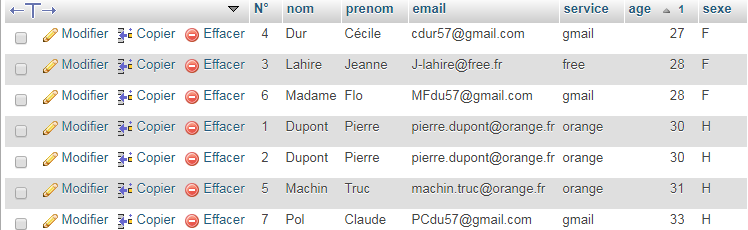 N° nom prenom email service age 1 sexe
Modifier Copier Effacer 4 Dur Cécile cdur57@gmail.com gmail 27 F
Modifier Copier Effacer 3 Lahire Jeanne J-lahire@free.fr free 28 F
Modifier Copier Effacer 6 Madame Flo MFdu57@gmail.com gmail 28 F
Modifier Copier Effacer 1 Dupont Pierre pierre.dupont@orange.fr orange 30 H
Modifier Copier Effacer 2 Dupont Pierre pierre.dupont@orange.fr orange 30 H
Modifier Copier Effacer 5 Machin Truc machin.truc@orange.fr orange 31 H
Modifier Copier Effacer 7 Pol Claude PCdu57@gmail.com gmail 33 H